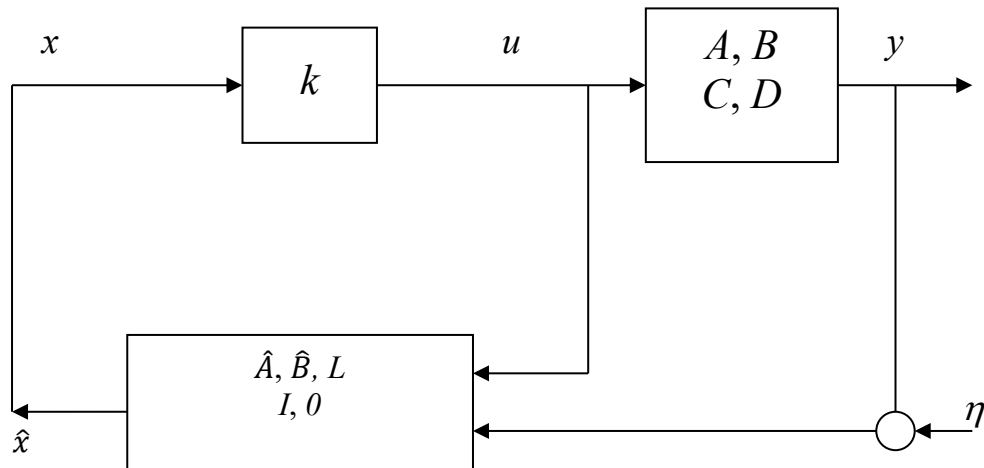 x
k
u
A, B
C, D
y
Â, B̂, L
I, 0
x̂
η